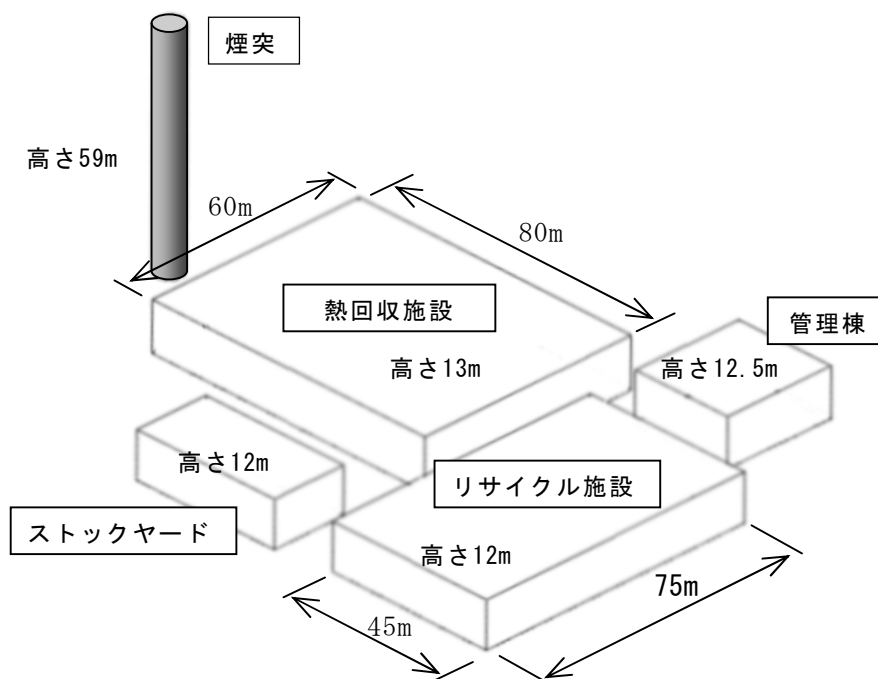 煙突
高さ59m
60m
80m
熱回収施設
管理棟
高さ13m
高さ12.5m
高さ12m
リサイクル施設
ストックヤード
高さ12m
75m
45m